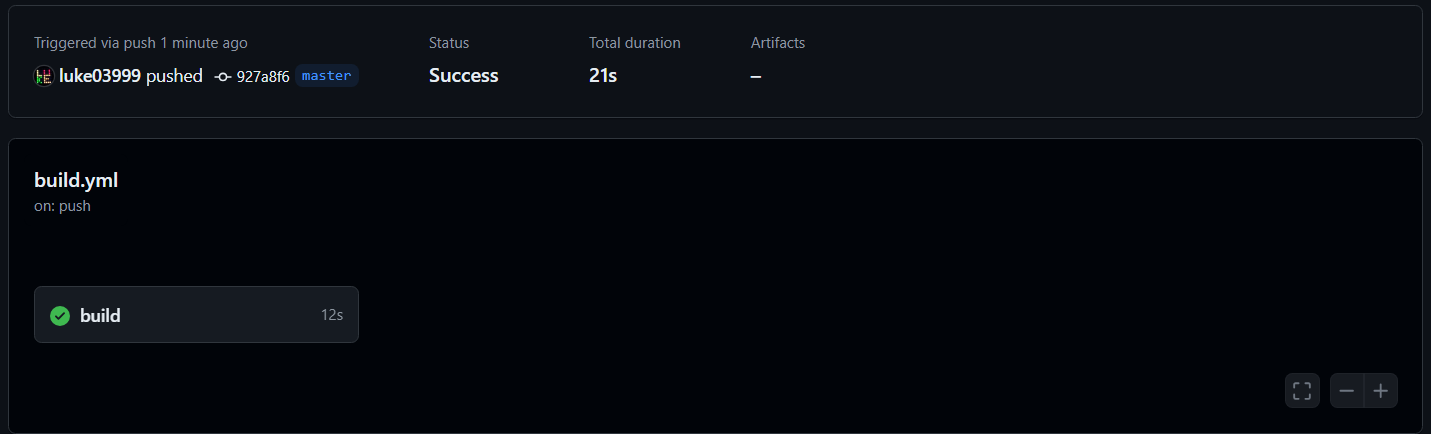 Triggered via push 1 minute ago
luke03999 pushed 927a8f6 master
Status
Success
Total duration
21s
Artifacts
–
build.yml
on: push
build 12s